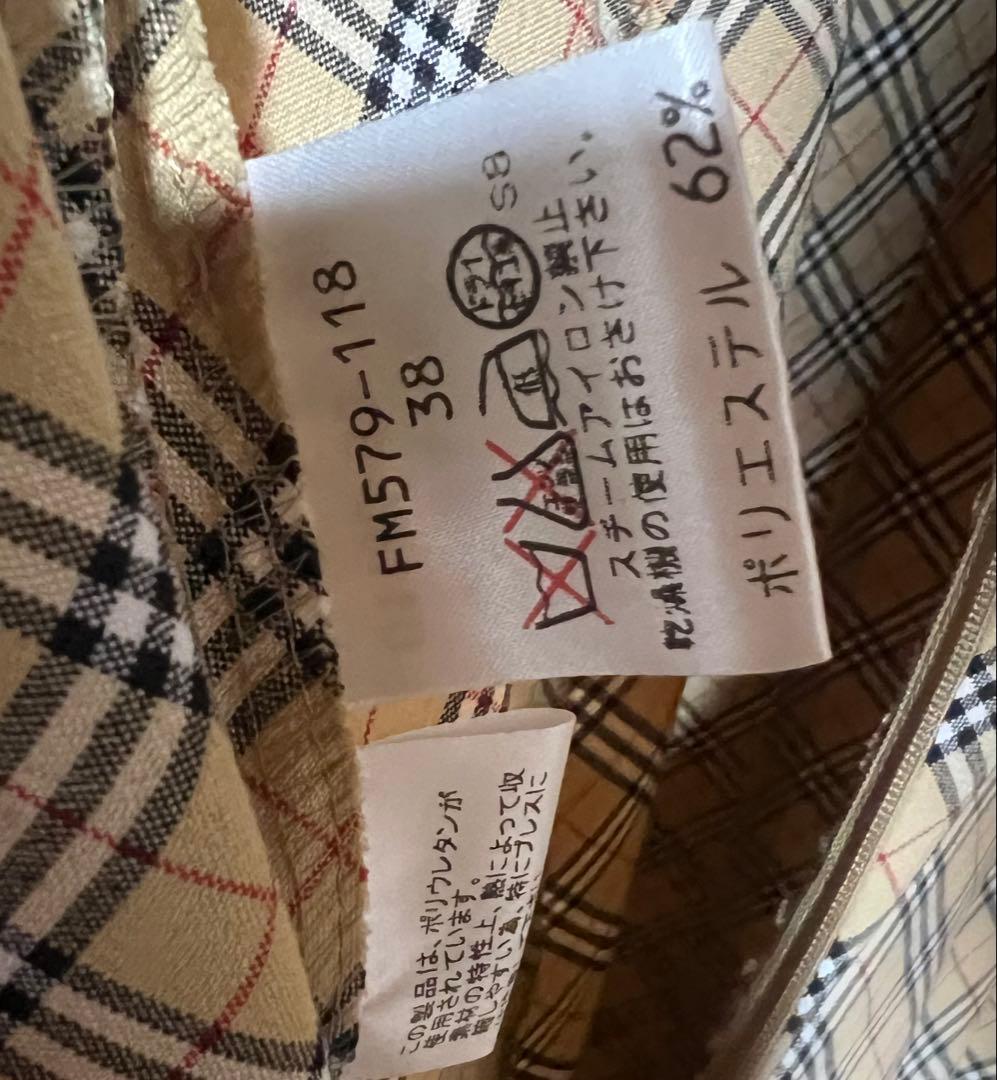 FM579-118
38
S8
スチームアイロン禁止
乾燥機の使用はおさけ下さい.
ポリエステル 62%
この製品は、ポリウレタンが
使用されています。
素材の特性上、熱によって収
縮しやすい為、特にプレスに